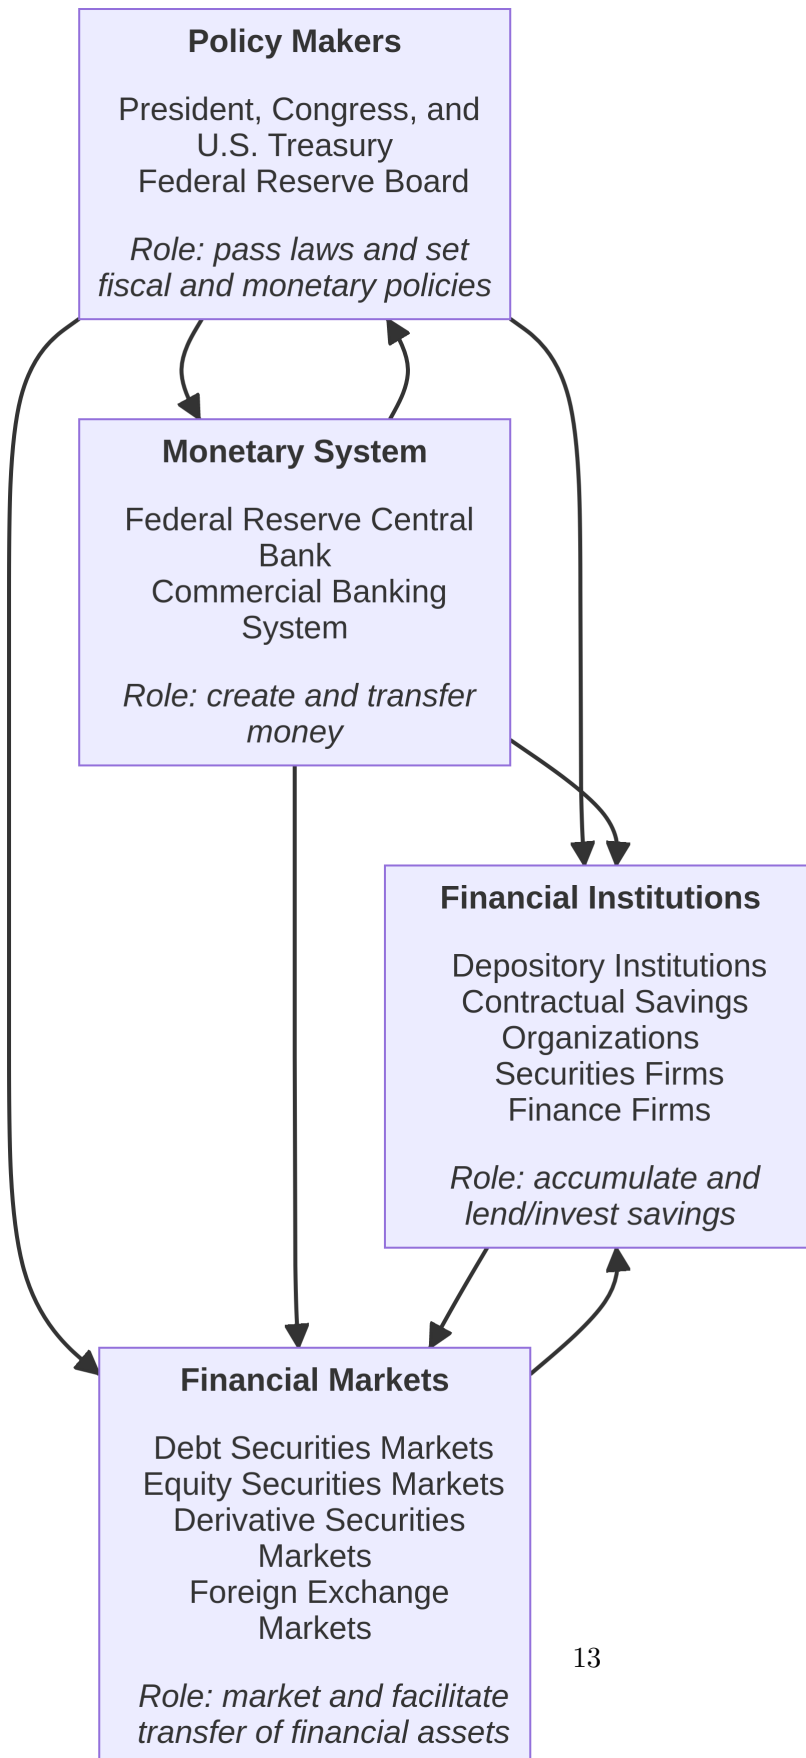 Policy Makers
President, Congress, and
U.S. Treasury
Federal Reserve Board
Role: pass laws and set
fiscal and monetary policies
Monetary System
Federal Reserve Central
Bank
Commercial Banking
System
Role: create and transfer
money
Financial Institutions
Depository Institutions
Contractual Savings
Organizations
Securities Firms
Finance Firms
Role: accumulate and
lend/invest savings
Financial Markets
Debt Securities Markets
Equity Securities Markets
Derivative Securities
Markets
Foreign Exchange
Markets
13
Role: market and facilitate
transfer of financial assets